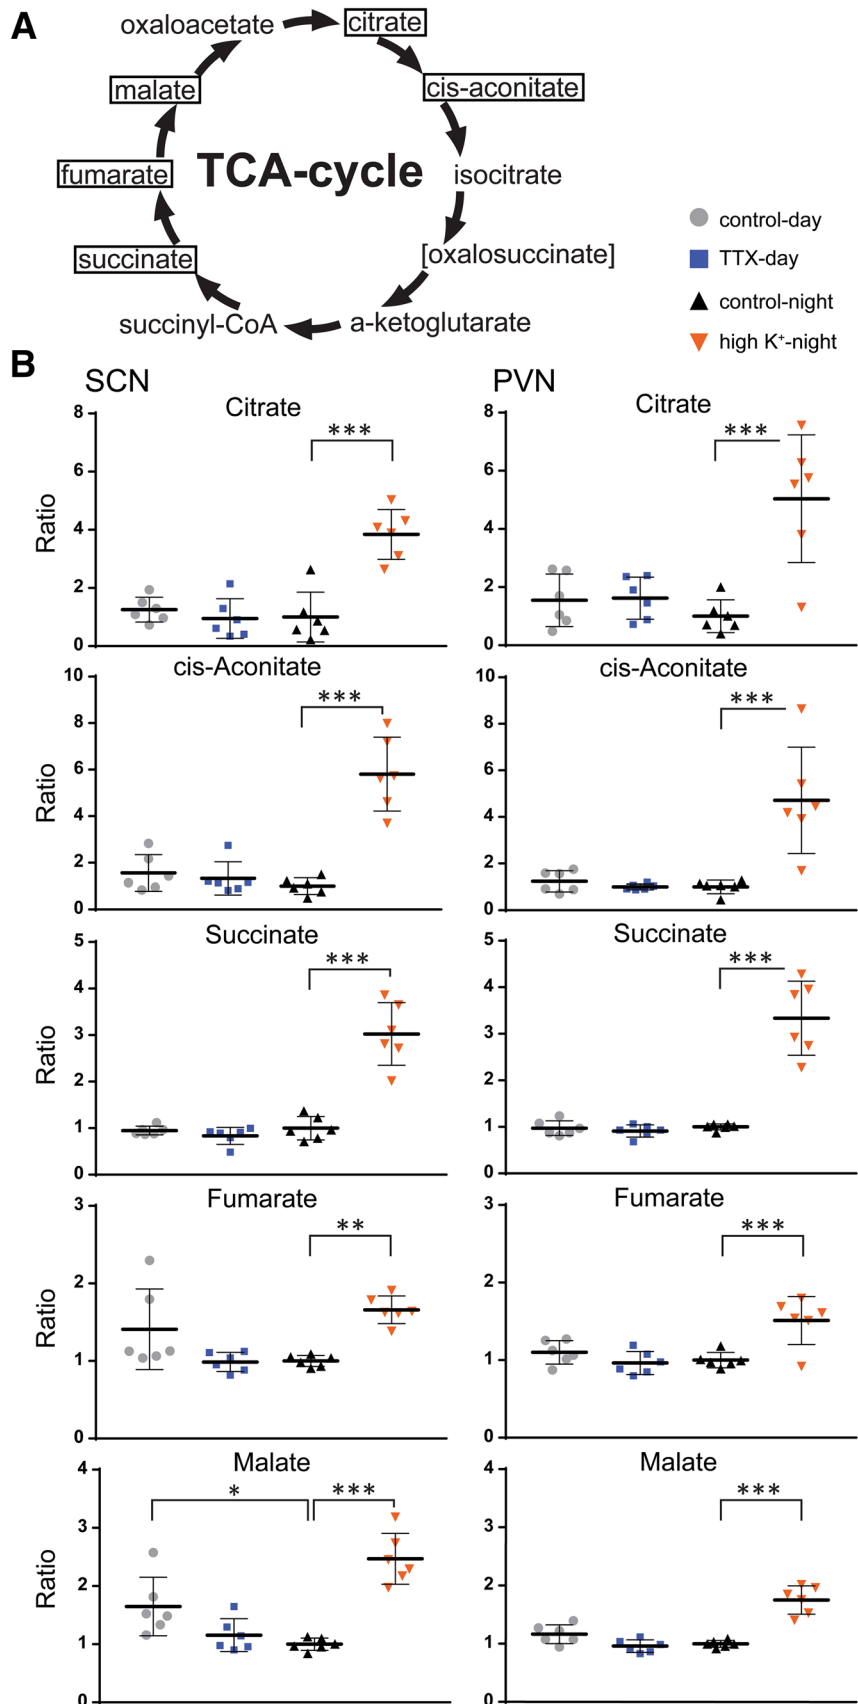 A
oxaloacetate
citrate
malate
cis-aconitate
fumarate
TCA-cycle
isocitrate
succinate
[oxalosuccinate]
succinyl-CoA
a-ketoglutarate
control-day
TTX-day
control-night
high K⁺-night
B
SCN
PVN
Citrate
***
Ratio
8
6
4
2
0
Citrate
***
8
6
4
2
0
cis-Aconitate
***
Ratio
10
8
6
4
2
0
cis-Aconitate
***
10
8
6
4
2
0
Succinate
***
Ratio
5
4
3
2
1
0
Succinate
***
5
4
3
2
1
0
Fumarate
**
Ratio
3
2
1
0
Fumarate
***
3
2
1
0
Malate
* ***
Ratio
4
3
2
1
0
Malate
***
4
3
2
1
0